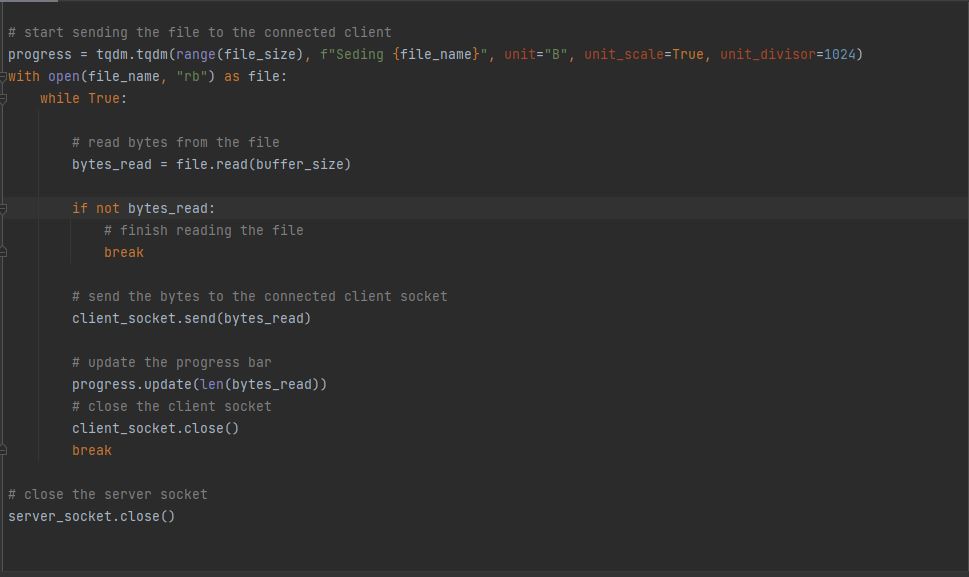 # start sending the file to the connected client
progress = tqdm.tqdm(range(file_size), f"Seding {file_name}", unit="B", unit_scale=True, unit_divisor=1024)
with open(file_name, "rb") as file:
    while True:
        # read bytes from the file
        bytes_read = file.read(buffer_size)
        if not bytes_read:
            # finish reading the file
            break
        # send the bytes to the connected client socket
        client_socket.send(bytes_read)
        # update the progress bar
        progress.update(len(bytes_read))
        # close the client socket
        client_socket.close()
        break
# close the server socket
server_socket.close()